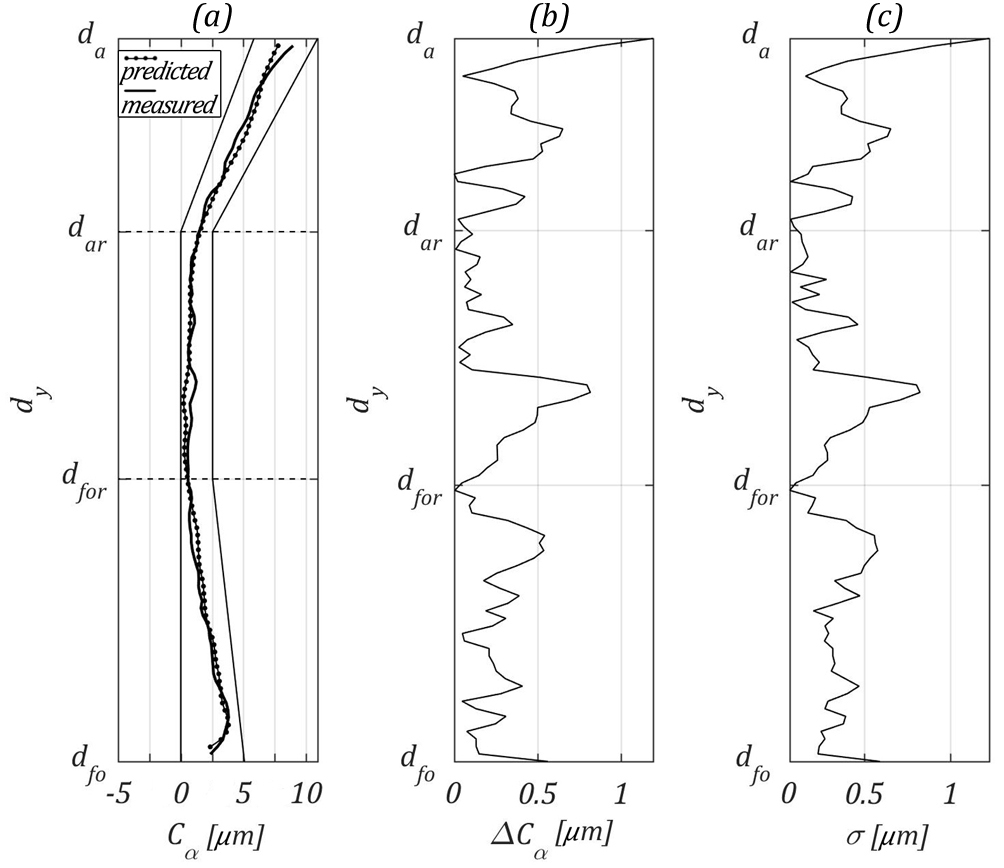 (a)
(b)
(c)
d_a
predicted
measured
d_ar
d_y
d_for
d_fo
-5 0 5 10
C_α [μm]
d_a
d_ar
d_y
d_for
d_fo
0 0.5 1
ΔC_α [μm]
d_a
d_ar
d_y
d_for
d_fo
0 0.5 1
σ [μm]